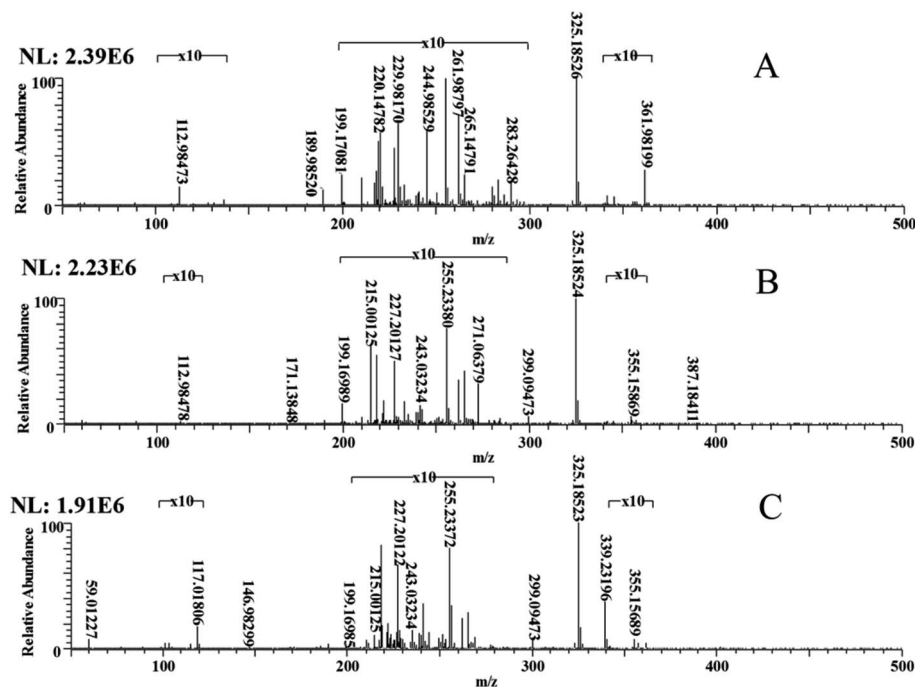 NL: 2.39E6
x10
x10
x10
A
Relative Abundance
100
0
112.98473
189.98520
199.17081
220.14782
229.98170
244.98529
261.98797
265.14791
283.26428
325.18526
361.98199
100
200
300
400
500
m/z
NL: 2.23E6
x10
x10
x10
B
Relative Abundance
100
0
112.98478
171.13848
199.16989
215.00125
227.20127
243.03234
255.23380
271.06379
299.09473
325.18524
355.15869
387.18411
100
200
300
400
500
m/z
NL: 1.91E6
x10
x10
x10
C
Relative Abundance
100
0
59.01227
117.01806
146.98299
199.16985
215.00125
227.20122
243.03234
255.23372
299.09473
325.18523
339.23196
355.15689
100
200
300
400
500
m/z